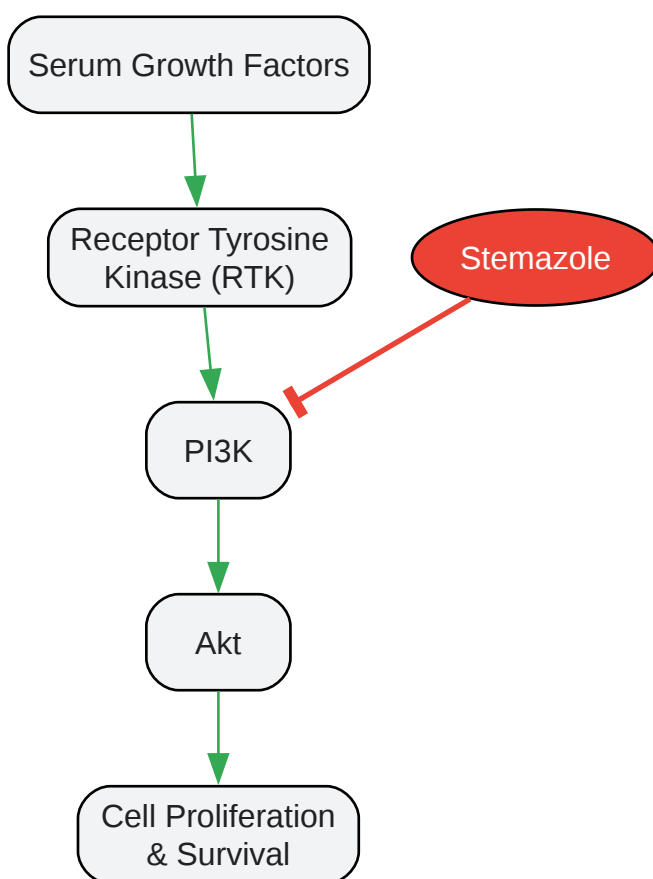 Serum Growth Factors
Receptor Tyrosine
Kinase (RTK)
Stemazole
PI3K
Akt
Cell Proliferation
& Survival